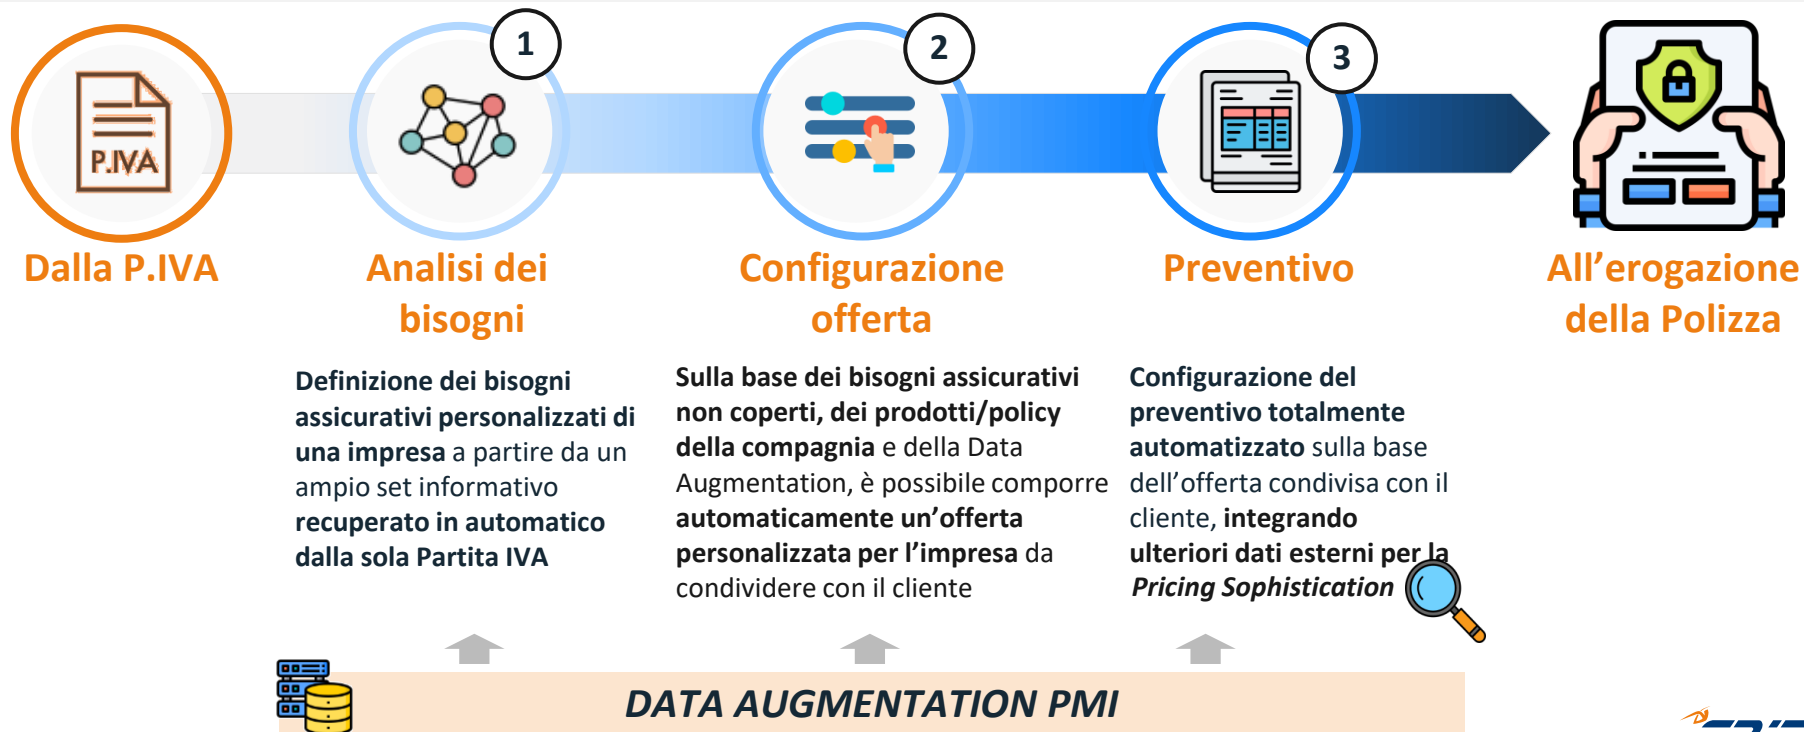 1
2
3
P.IVA
Dalla P.IVA
Analisi dei
bisogni
Configurazione
offerta
Preventivo
All’erogazione
della Polizza
Definizione dei bisogni
assicurativi personalizzati di
una impresa a partire da un
ampio set informativo
recuperato in automatico
dalla sola Partita IVA
Sulla base dei bisogni assicurativi
non coperti, dei prodotti/policy
della compagnia e della Data
Augmentation, è possibile comporre
automaticamente un’offerta
personalizzata per l’impresa da
condividere con il cliente
Configurazione del
preventivo totalmente
automatizzato sulla base
dell’offerta condivisa con il
cliente, integrando
ulteriori dati esterni per la
Pricing Sophistication
DATA AUGMENTATION PMI